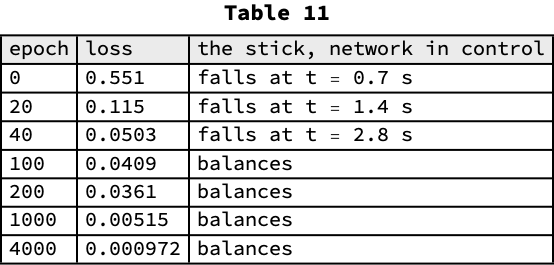 Table 11
epoch loss the stick, network in control
0 0.551 falls at t = 0.7 s
20 0.115 falls at t = 1.4 s
40 0.0503 falls at t = 2.8 s
100 0.0409 balances
200 0.0361 balances
1000 0.00515 balances
4000 0.000972 balances